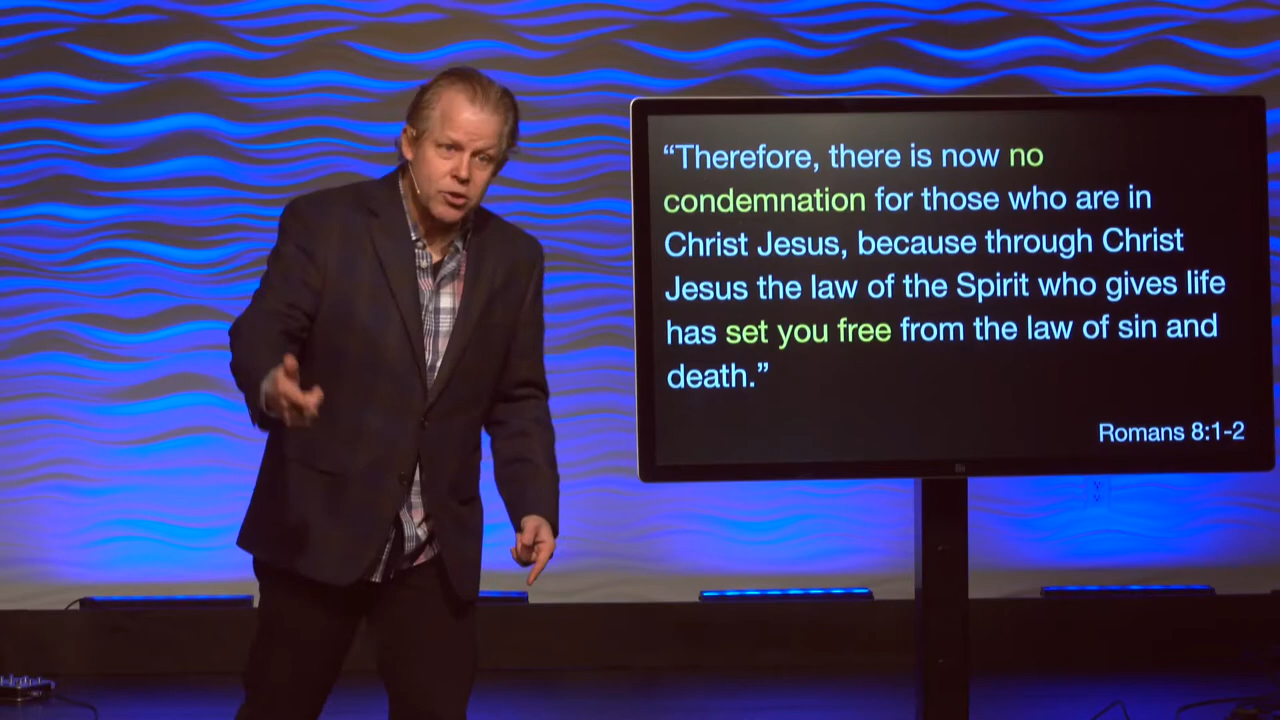 “Therefore, there is now no
condemnation for those who are in
Christ Jesus, because through Christ
Jesus the law of the Spirit who gives life
has set you free from the law of sin and
death.”
Romans 8:1-2